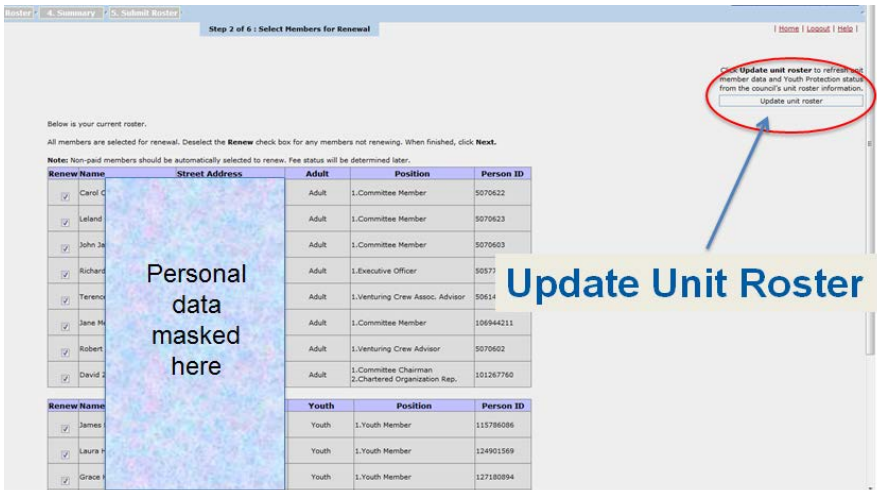 Roster 4. Summary 5. Submit Roster
Step 2 of 6 : Select Members for Renewal
| Home | Logout | Help |
Click Update unit roster to refresh unit
member data and Youth Protection status
from the council's unit roster information.
Update unit roster
Below is your current roster.
All members are selected for renewal. Deselect the Renew check box for any members not renewing. When finished, click Next.
Note: Non-paid members should be automatically selected to renew. Fee status will be determined later.
Renew Name Street Address Adult Position Person ID
Carol Adult 1.Committee Member 5070622
Leland Adult 1.Committee Member 5070623
John Adult 1.Committee Member 5070603
Richard Adult 1.Executive Officer
Terence Adult 1.Venturing Crew Assoc. Advisor
Jane Adult 1.Committee Member 106944211
Robert Adult 1.Venturing Crew Advisor 5070602
David Adult 1.Committee Chairman
2.Chartered Organization Rep. 101267760
Personal
data
masked
here
Update Unit Roster
Renew Name Youth Position Person ID
James Youth 1.Youth Member 115786086
Laura Youth 1.Youth Member 124901569
Grace Youth 1.Youth Member 127180894